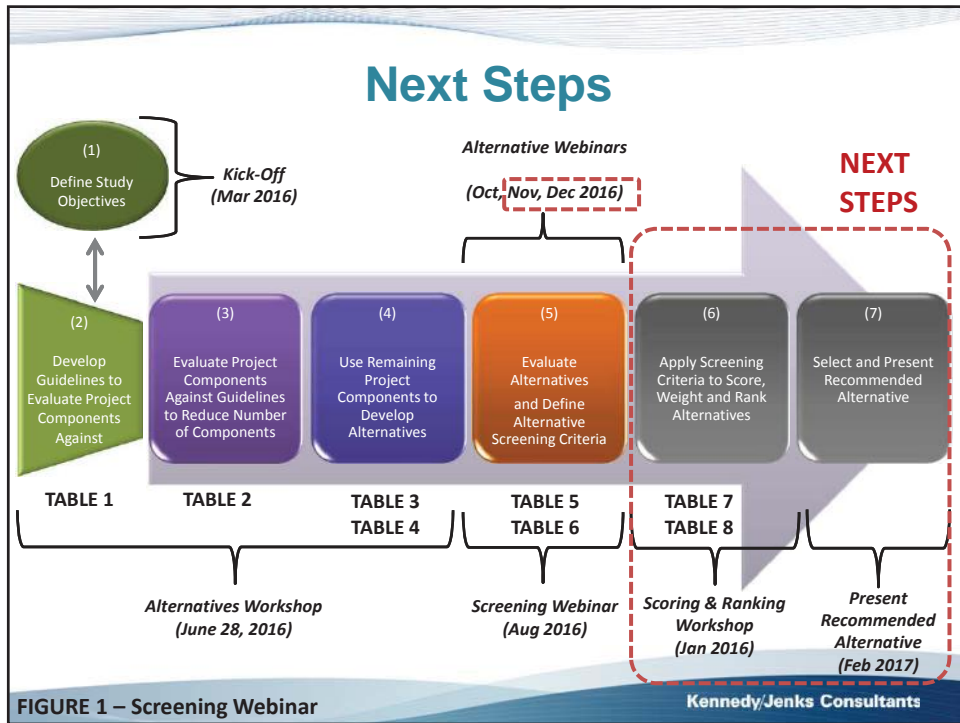 Next Steps
(1)
Define Study
Objectives
Kick-Off
(Mar 2016)
Alternative Webinars
(Oct, Nov, Dec 2016)
NEXT
STEPS
(2)
Develop
Guidelines to
Evaluate Project
Components
Against
(3)
Evaluate Project
Components
Against Guidelines
to Reduce Number
of Components
(4)
Use Remaining
Project
Components to
Develop
Alternatives
(5)
Evaluate
Alternatives
and Define
Alternative
Screening Criteria
(6)
Apply Screening
Criteria to Score,
Weight and Rank
Alternatives
(7)
Select and Present
Recommended
Alternative
TABLE 1
TABLE 2
TABLE 3
TABLE 4
TABLE 5
TABLE 6
TABLE 7
TABLE 8
Alternatives Workshop
(June 28, 2016)
Screening Webinar
(Aug 2016)
Scoring & Ranking
Workshop
(Jan 2016)
Present
Recommended
Alternative
(Feb 2017)
FIGURE 1 – Screening Webinar
Kennedy/Jenks Consultants